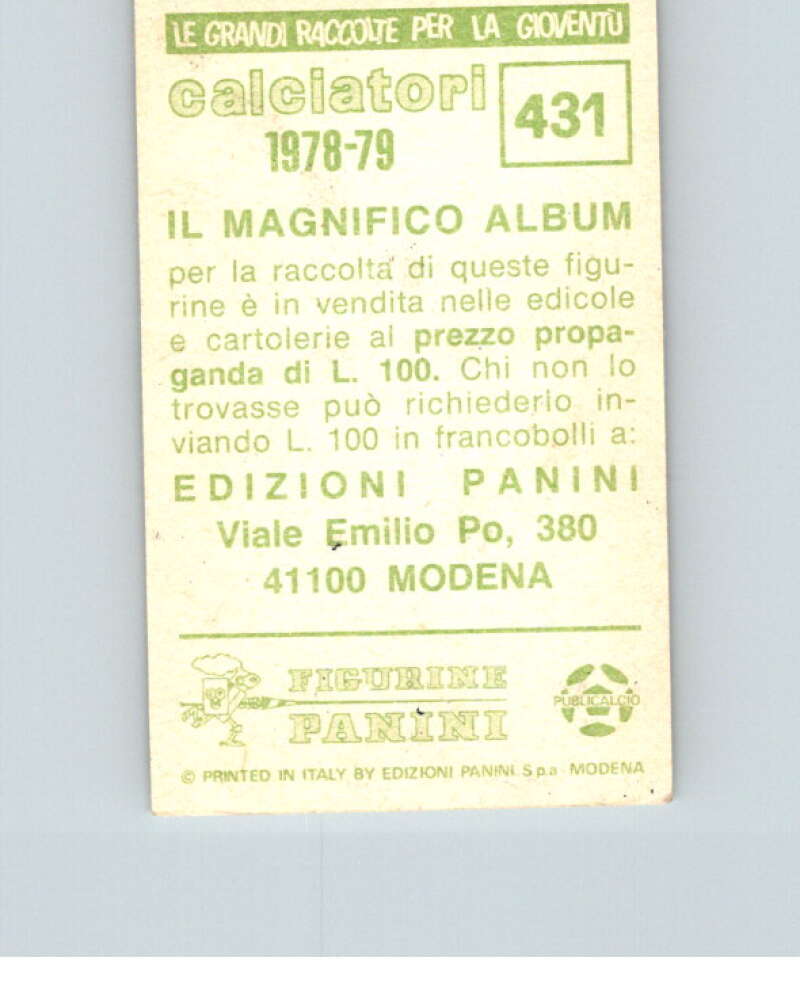 LE GRANDI RACCOLTE PER LA GIOVENTÙ
calciatori
1978-79
431
IL MAGNIFICO ALBUM
per la raccolta di queste figu-
rine è in vendita nelle edicole
e cartolerie al prezzo propa-
ganda di L. 100. Chi non lo
trovasse può richiederlo in-
viando L. 100 in francobolli a:
EDIZIONI PANINI
Viale Emilio Po, 380
41100 MODENA
FIGURINE
PANINI
PUBLICALCIO
© PRINTED IN ITALY BY EDIZIONI PANINI S.p.a - MODENA